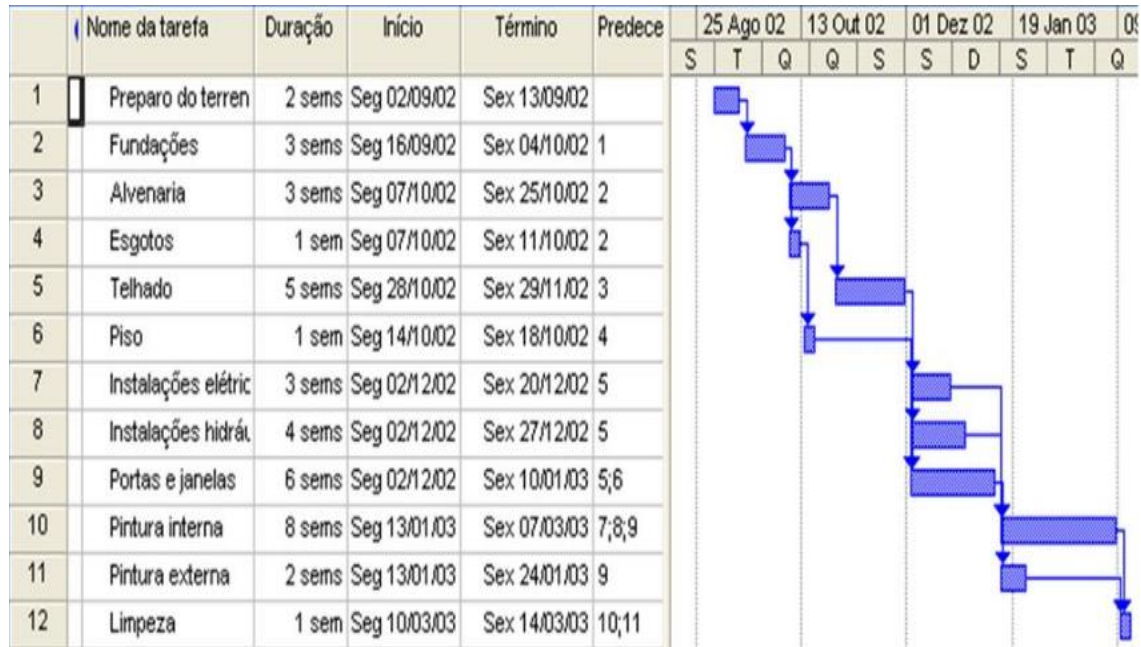 Nome da tarefa Duração Início Término Predece 25 Ago 02 13 Out 02 01 Dez 02 19 Jan 03 09
S T Q Q S S D S T Q
1 Preparo do terren 2 sems Seg 02/09/02 Sex 13/09/02
2 Fundações 3 sems Seg 16/09/02 Sex 04/10/02 1
3 Alvenaria 3 sems Seg 07/10/02 Sex 25/10/02 2
4 Esgotos 1 sem Seg 07/10/02 Sex 11/10/02 2
5 Telhado 5 sems Seg 28/10/02 Sex 29/11/02 3
6 Piso 1 sem Seg 14/10/02 Sex 18/10/02 4
7 Instalações elétric 3 sems Seg 02/12/02 Sex 20/12/02 5
8 Instalações hidráu 4 sems Seg 02/12/02 Sex 27/12/02 5
9 Portas e janelas 6 sems Seg 02/12/02 Sex 10/01/03 5;6
10 Pintura interna 8 sems Seg 13/01/03 Sex 07/03/03 7;8;9
11 Pintura externa 2 sems Seg 13/01/03 Sex 24/01/03 9
12 Limpeza 1 sem Seg 10/03/03 Sex 14/03/03 10;11